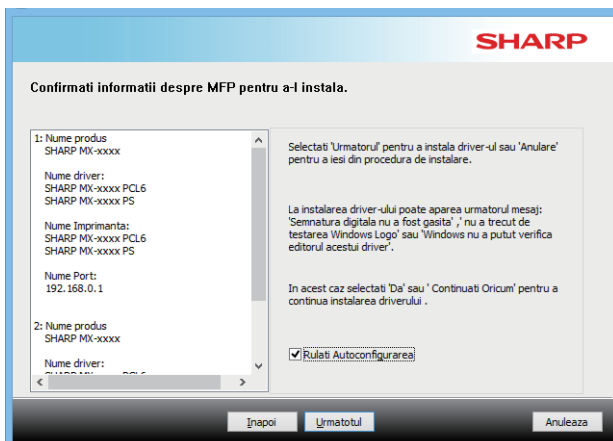 SHARP
Confirmati informatii despre MFP pentru a-l instala.
1: Nume produs
SHARP MX-xxxx
Nume driver:
SHARP MX-xxxx PCL6
SHARP MX-xxxx PS
Nume Imprimanta:
SHARP MX-xxxx PCL6
SHARP MX-xxxx PS
Nume Port:
192.168.0.1
2: Nume produs
SHARP MX-xxxx
Nume driver:
SHARP MX-xxxx PCL6
Selectati 'Urmatorul' pentru a instala driver-ul sau 'Anulare'
pentru a iesi din procedura de instalare.
La instalarea driver-ului poate aparea urmatorul mesaj:
'Semnatura digitala nu a fost gasita' ,' nu a trecut de
testarea Windows Logo' sau 'Windows nu a putut verifica
editorul acestui driver'.
In acest caz selectati 'Da' sau ' Continuati Oricum' pentru a
continua instalarea driverului .
Rulati Autoconfigurarea
Inapoi
Urmatotul
Anuleaza